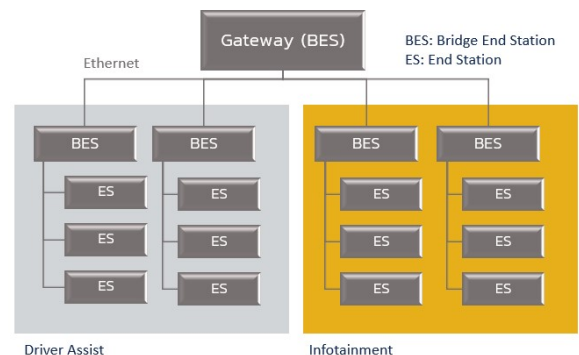 Gateway (BES)
BES: Bridge End Station
ES: End Station
Ethernet
BES
BES
BES
BES
ES
ES
ES
ES
ES
ES
ES
ES
ES
ES
ES
ES
Driver Assist
Infotainment